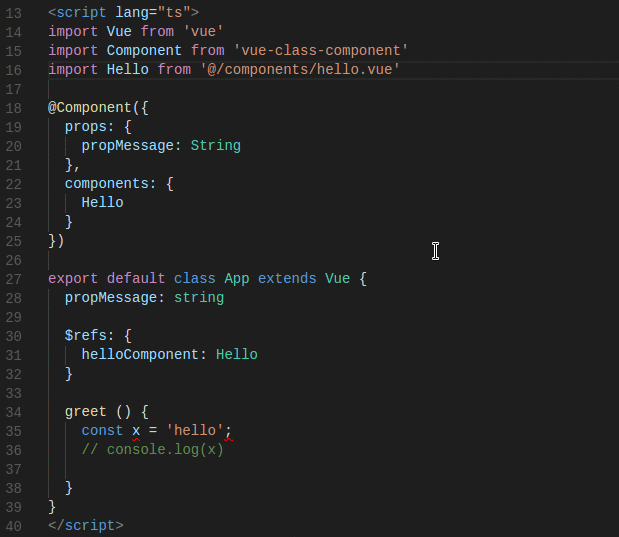 13 <script lang="ts">
14 import Vue from 'vue'
15 import Component from 'vue-class-component'
16 import Hello from '@/components/hello.vue'
17
18 @Component({
19   props: {
20     propMessage: String
21   },
22   components: {
23     Hello
24   }
25 })
26
27 export default class App extends Vue {
28   propMessage: string
29
30   $refs: {
31     helloComponent: Hello
32   }
33
34   greet () {
35     const x = 'hello';
36     // console.log(x)
37
38   }
39 }
40 </script>